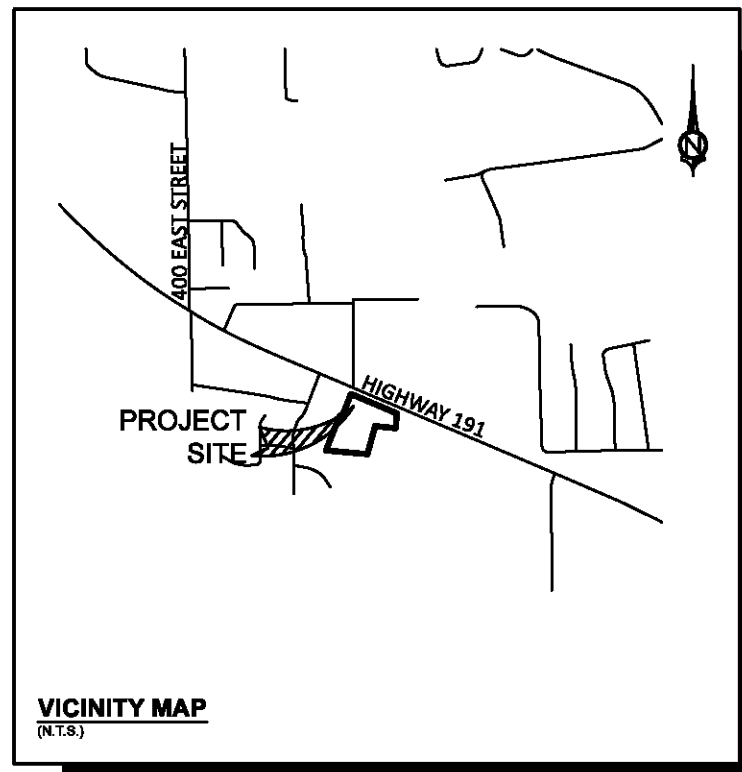 N
400 EAST STREET
HIGHWAY 191
PROJECT
SITE
VICINITY MAP
(N.T.S.)